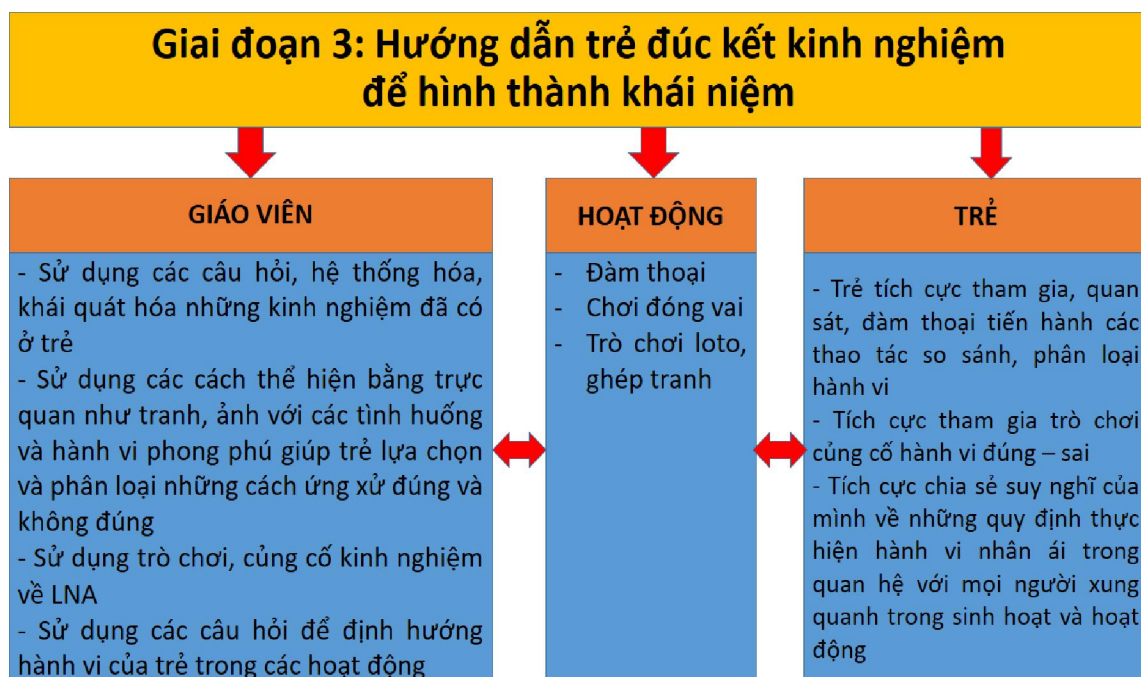 Giai đoạn 3: Hướng dẫn trẻ đúc kết kinh nghiệm
để hình thành khái niệm
GIÁO VIÊN
- Sử dụng các câu hỏi, hệ thống hóa,
khái quát hóa những kinh nghiệm đã có
ở trẻ
- Sử dụng các cách thể hiện bằng trực
quan như tranh, ảnh với các tình huống
và hành vi phong phú giúp trẻ lựa chọn
và phân loại những cách ứng xử đúng và
không đúng
- Sử dụng trò chơi, củng cố kinh nghiệm
về LNA
- Sử dụng các câu hỏi để định hướng
hành vi của trẻ trong các hoạt động
HOẠT ĐỘNG
- Đàm thoại
- Chơi đóng vai
- Trò chơi loto,
ghép tranh
TRẺ
- Trẻ tích cực tham gia, quan
sát, đàm thoại tiến hành các
thao tác so sánh, phân loại
hành vi
- Tích cực tham gia trò chơi
củng cố hành vi đúng – sai
- Tích cực chia sẻ suy nghĩ của
mình về những quy định thực
hiện hành vi nhân ái trong
quan hệ với mọi người xung
quanh trong sinh hoạt và hoạt
động